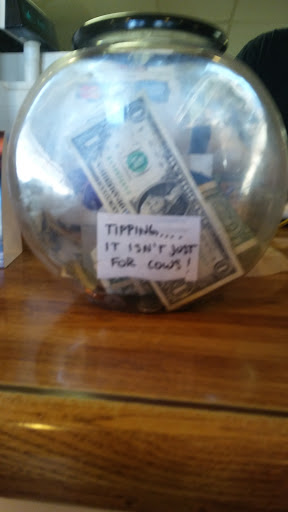 TIPPING....
IT ISN'T JUST
FOR COWS!